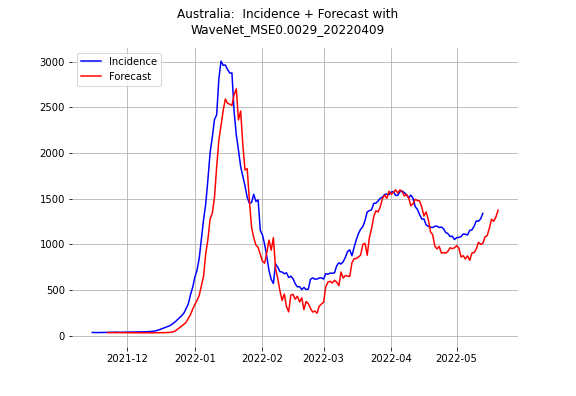 Australia:  Incidence + Forecast with
WaveNet_MSE0.0029_20220409
Incidence
Forecast
3000
2500
2000
1500
1000
500
0
2021-12 2022-01 2022-02 2022-03 2022-04 2022-05